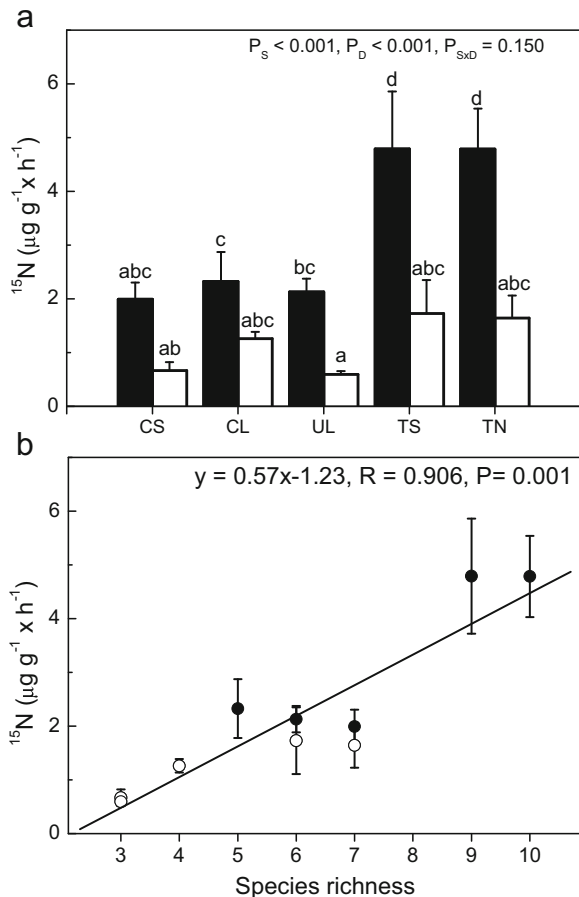 a
P_S < 0.001, P_D < 0.001, P_SxD = 0.150
¹⁵N (µg g⁻¹x h⁻¹)
6
4
2
0
abc
ab
c
abc
bc
a
d
abc
d
abc
CS CL UL TS TN
b
y = 0.57x-1.23, R = 0.906, P= 0.001
¹⁵N (µg g⁻¹ x h⁻¹)
6
4
2
0
3 4 5 6 7 8 9 10
Species richness